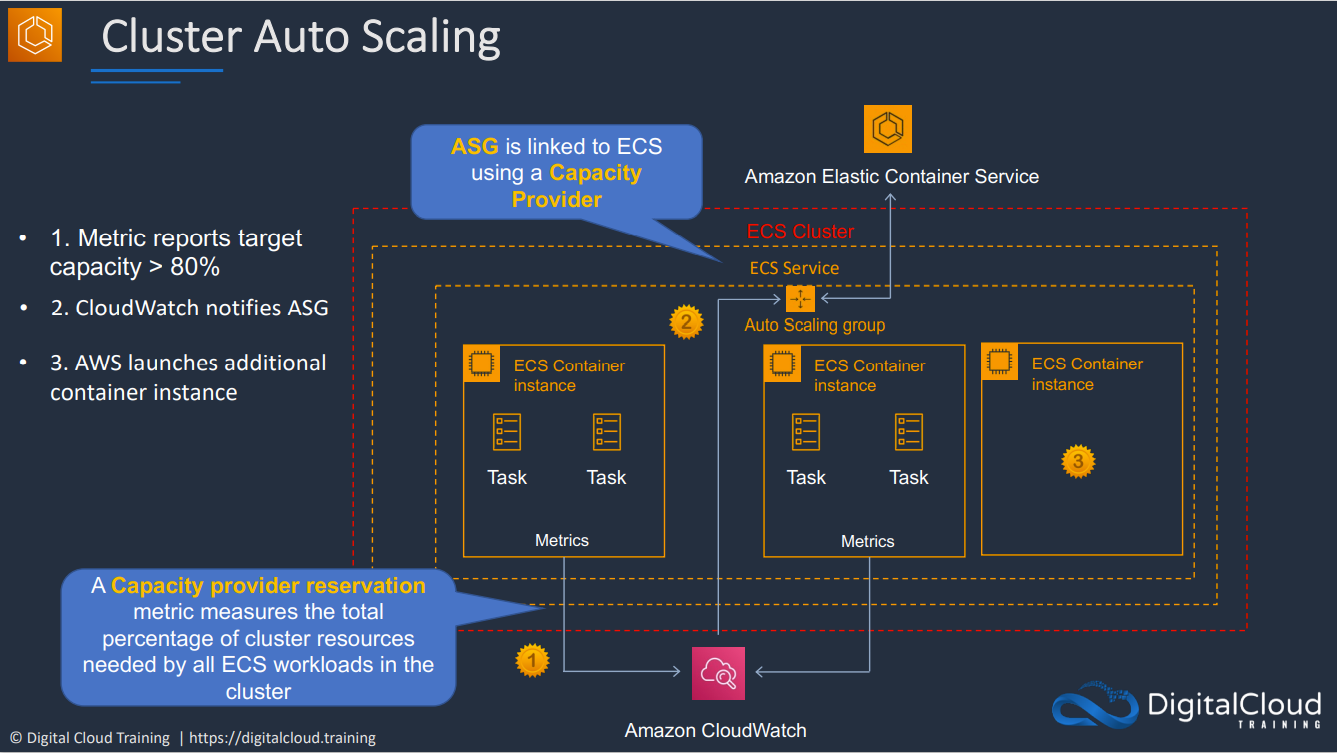 Cluster Auto Scaling
ASG is linked to ECS
using a Capacity
Provider
Amazon Elastic Container Service
• 1. Metric reports target
capacity > 80%
• 2. CloudWatch notifies ASG
• 3. AWS launches additional
container instance
ECS Cluster
ECS Service
Auto Scaling group
2
ECS Container
instance
Task
Task
Metrics
ECS Container
instance
Task
Task
Metrics
ECS Container
instance
3
A Capacity provider reservation
metric measures the total
percentage of cluster resources
needed by all ECS workloads in the
cluster
1
Amazon CloudWatch
DigitalCloud
TRAINING
© Digital Cloud Training | https://digitalcloud.training